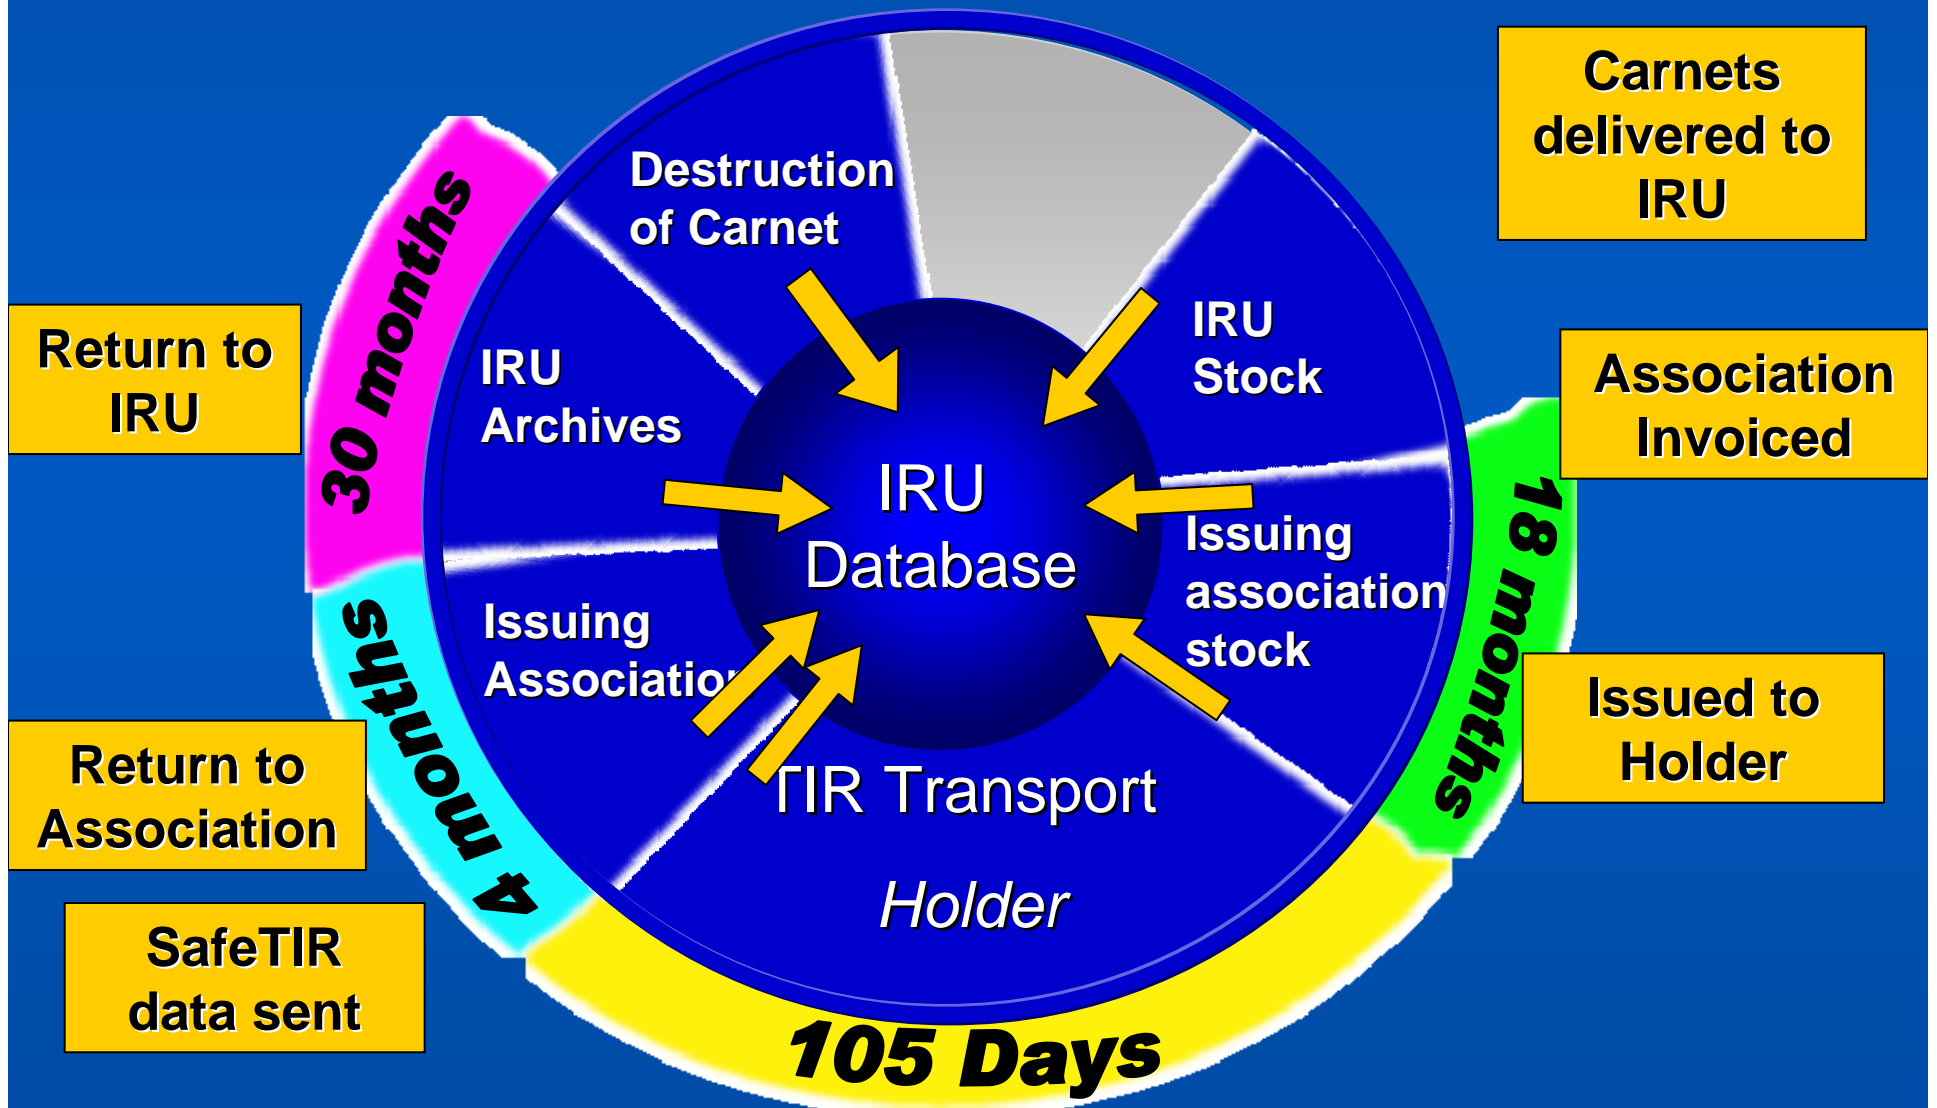 Carnets
delivered to
IRU
Destruction
of Carnet
IRU
Stock
Return to
IRU
30 months
IRU
Archives
Association
Invoiced
IRU
Database
18 months
Issuing
association
stock
4 months
Issuing
Association
Issued to
Holder
Return to
Association
TIR Transport
Holder
SafeTIR
data sent
105 Days